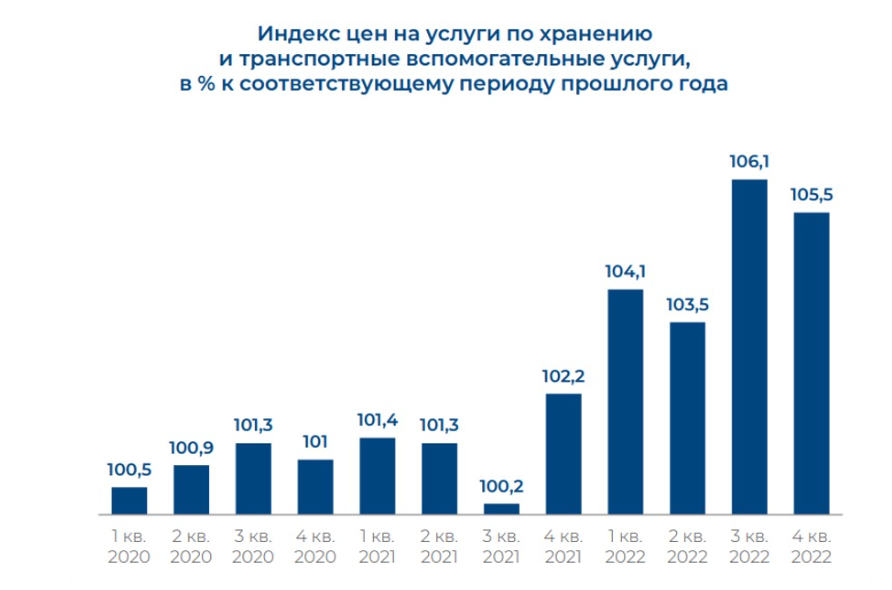 Индекс цен на услуги по хранению
и транспортные вспомогательные услуги,
в % к соответствующему периоду прошлого года
106,1
105,5
104,1
103,5
102,2
101,3
101
101,4
101,3
100,9
100,5
100,2
1 кв. 2 кв. 3 кв. 4 кв. 1 кв. 2 кв. 3 кв. 4 кв. 1 кв. 2 кв. 3 кв. 4 кв.
2020 2020 2020 2020 2021 2021 2021 2021 2022 2022 2022 2022